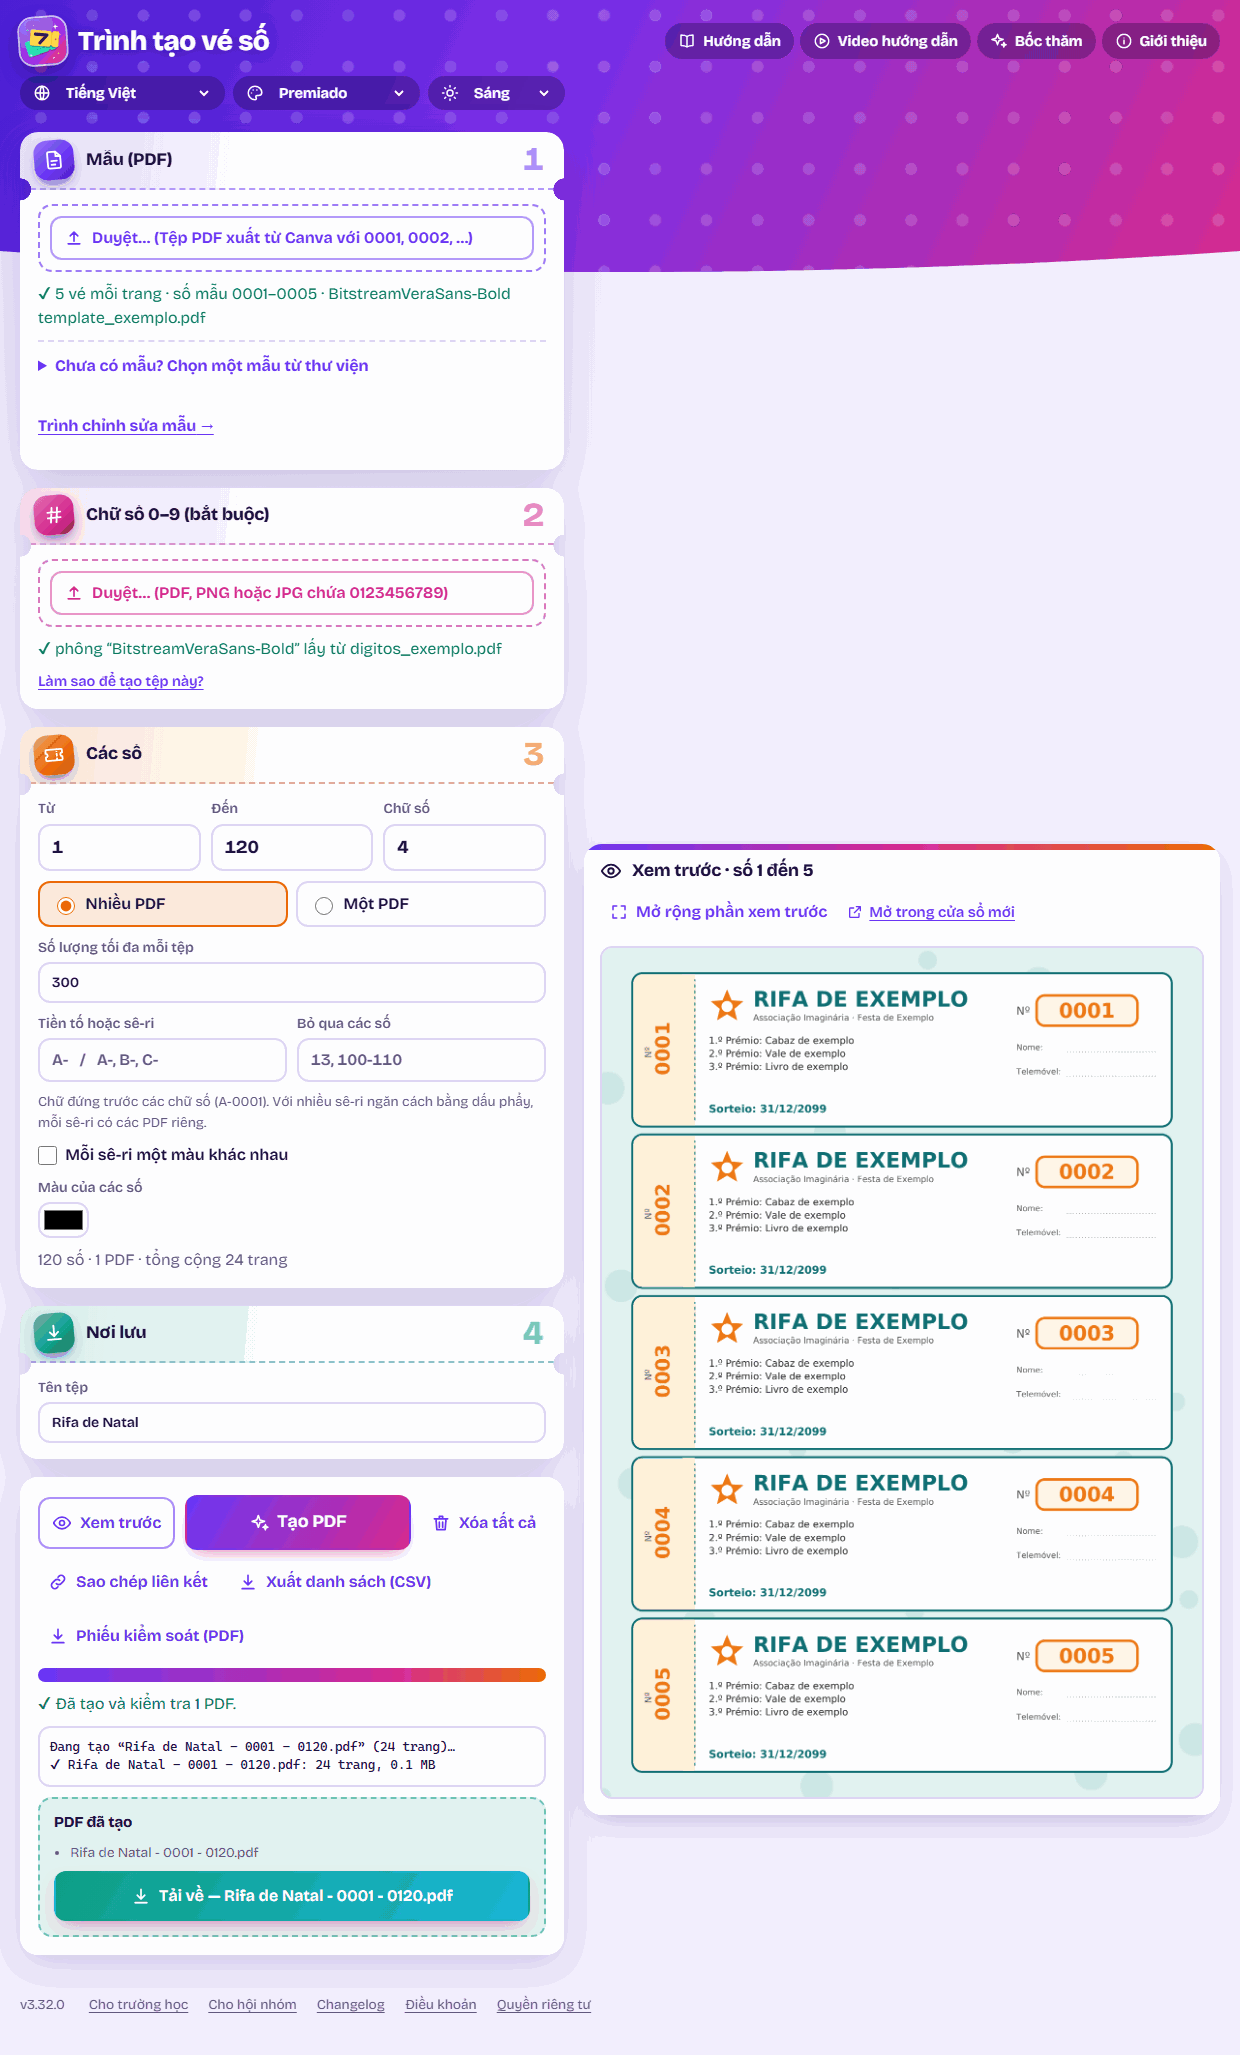 Trình tạo vé số
Hướng dẫn
Video hướng dẫn
Bốc thăm
Giới thiệu
Tiếng Việt
Premiado
Sáng
Mẫu (PDF)
1
Duyệt... (Tệp PDF xuất từ Canva với 0001, 0002, ...)
✓ 5 vé mỗi trang · số mẫu 0001–0005 · BitstreamVeraSans-Bold
template_exemplo.pdf
Chưa có mẫu? Chọn một mẫu từ thư viện
Trình chỉnh sửa mẫu →
Chữ số 0–9 (bắt buộc)
2
Duyệt... (PDF, PNG hoặc JPG chứa 0123456789)
✓ phông “BitstreamVeraSans-Bold” lấy từ digitos_exemplo.pdf
Làm sao để tạo tệp này?
Các số
3
Từ
Đến
Chữ số
1
120
4
Nhiều PDF
Một PDF
Số lượng tối đa mỗi tệp
300
Tiền tố hoặc sê-ri
Bỏ qua các số
A-  /  A-, B-, C-
13, 100-110
Chữ đứng trước các chữ số (A-0001). Với nhiều sê-ri ngăn cách bằng dấu phẩy,
mỗi sê-ri có các PDF riêng.
Mỗi sê-ri một màu khác nhau
Màu của các số
120 số · 1 PDF · tổng cộng 24 trang
Nơi lưu
4
Tên tệp
Rifa de Natal
Xem trước
Tạo PDF
Xóa tất cả
Sao chép liên kết
Xuất danh sách (CSV)
Phiếu kiểm soát (PDF)
✓ Đã tạo và kiểm tra 1 PDF.
Đang tạo “Rifa de Natal – 0001 – 0120.pdf” (24 trang)…
✓ Rifa de Natal – 0001 – 0120.pdf: 24 trang, 0.1 MB
PDF đã tạo
• Rifa de Natal - 0001 - 0120.pdf
Tải về — Rifa de Natal - 0001 - 0120.pdf
Xem trước · số 1 đến 5
Mở rộng phần xem trước
Mở trong cửa sổ mới
Nº 0001
RIFA DE EXEMPLO
Associação Imaginária · Festa de Exemplo
1.º Prémio: Cabaz de exemplo
2.º Prémio: Vale de exemplo
3.º Prémio: Livro de exemplo
Sorteio: 31/12/2099
Nº 0001
Nome:
Telemóvel:
Nº 0002
RIFA DE EXEMPLO
Associação Imaginária · Festa de Exemplo
1.º Prémio: Cabaz de exemplo
2.º Prémio: Vale de exemplo
3.º Prémio: Livro de exemplo
Sorteio: 31/12/2099
Nº 0002
Nome:
Telemóvel:
Nº 0003
RIFA DE EXEMPLO
Associação Imaginária · Festa de Exemplo
1.º Prémio: Cabaz de exemplo
2.º Prémio: Vale de exemplo
3.º Prémio: Livro de exemplo
Sorteio: 31/12/2099
Nº 0003
Nome:
Telemóvel:
Nº 0004
RIFA DE EXEMPLO
Associação Imaginária · Festa de Exemplo
1.º Prémio: Cabaz de exemplo
2.º Prémio: Vale de exemplo
3.º Prémio: Livro de exemplo
Sorteio: 31/12/2099
Nº 0004
Nome:
Telemóvel:
Nº 0005
RIFA DE EXEMPLO
Associação Imaginária · Festa de Exemplo
1.º Prémio: Cabaz de exemplo
2.º Prémio: Vale de exemplo
3.º Prémio: Livro de exemplo
Sorteio: 31/12/2099
Nº 0005
Nome:
Telemóvel:
v3.32.0
Cho trường học
Cho hội nhóm
Changelog
Điều khoản
Quyền riêng tư